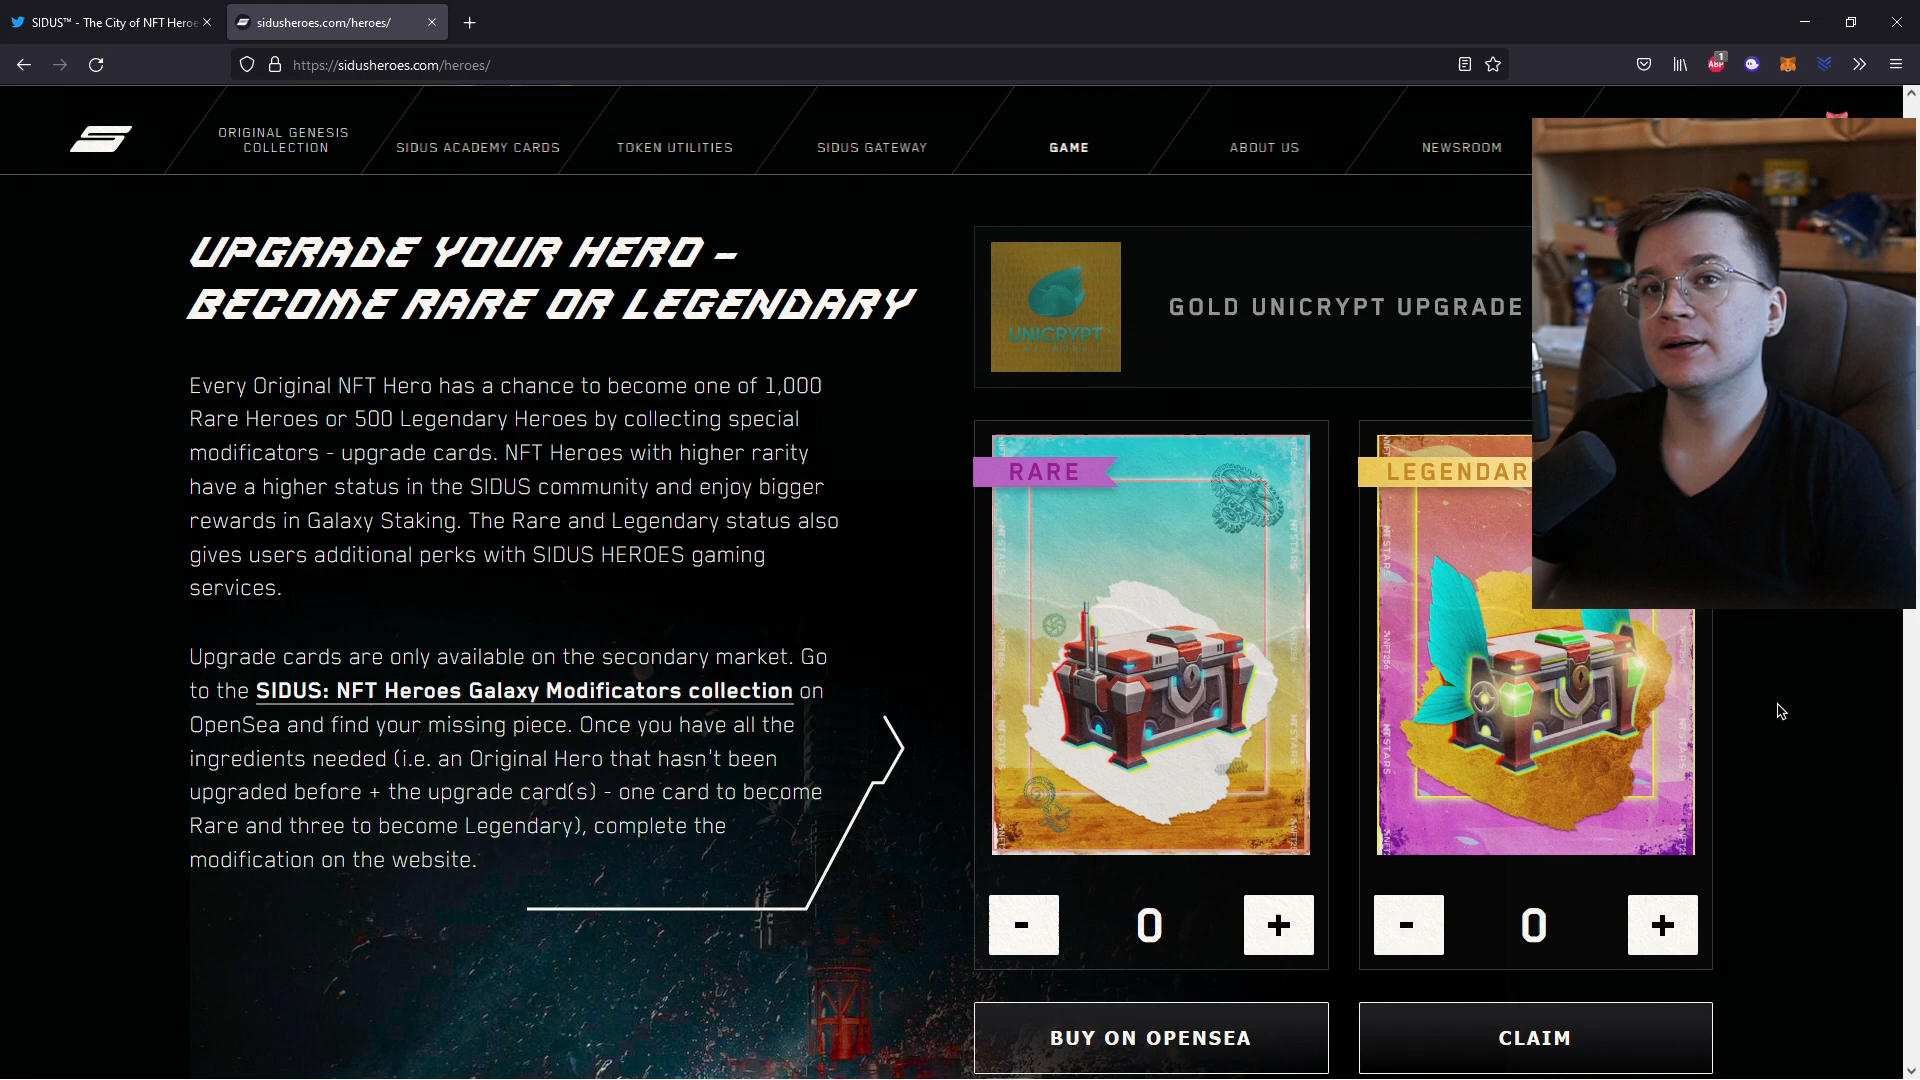 SIDUS™ - The City of NFT Heroe
sidusheroes.com/heroes/
https://sidusheroes.com/heroes/
1
ABP
ORIGINAL GENESIS
COLLECTION
SIDUS ACADEMY CARDS
TOKEN UTILITIES
SIDUS GATEWAY
GAME
ABOUT US
NEWSROOM
UPGRADE YOUR HERO -
BECOME RARE OR LEGENDARY
Every Original NFT Hero has a chance to become one of 1,000
Rare Heroes or 500 Legendary Heroes by collecting special
modificators - upgrade cards. NFT Heroes with higher rarity
have a higher status in the SIDUS community and enjoy bigger
rewards in Galaxy Staking. The Rare and Legendary status also
gives users additional perks with SIDUS HEROES gaming
services.
Upgrade cards are only available on the secondary market. Go
to the SIDUS: NFT Heroes Galaxy Modificators collection on
OpenSea and find your missing piece. Once you have all the
ingredients needed (i.e. an Original Hero that hasn't been
upgraded before + the upgrade card(s) - one card to become
Rare and three to become Legendary), complete the
modification on the website.
UNICRYPT
NETWORK
GOLD UNICRYPT UPGRADE
RARE
NFTSTARS
NFTSTARS
LEGENDAR
NFTSTARS
- 0 +
- 0 +
BUY ON OPENSEA
CLAIM